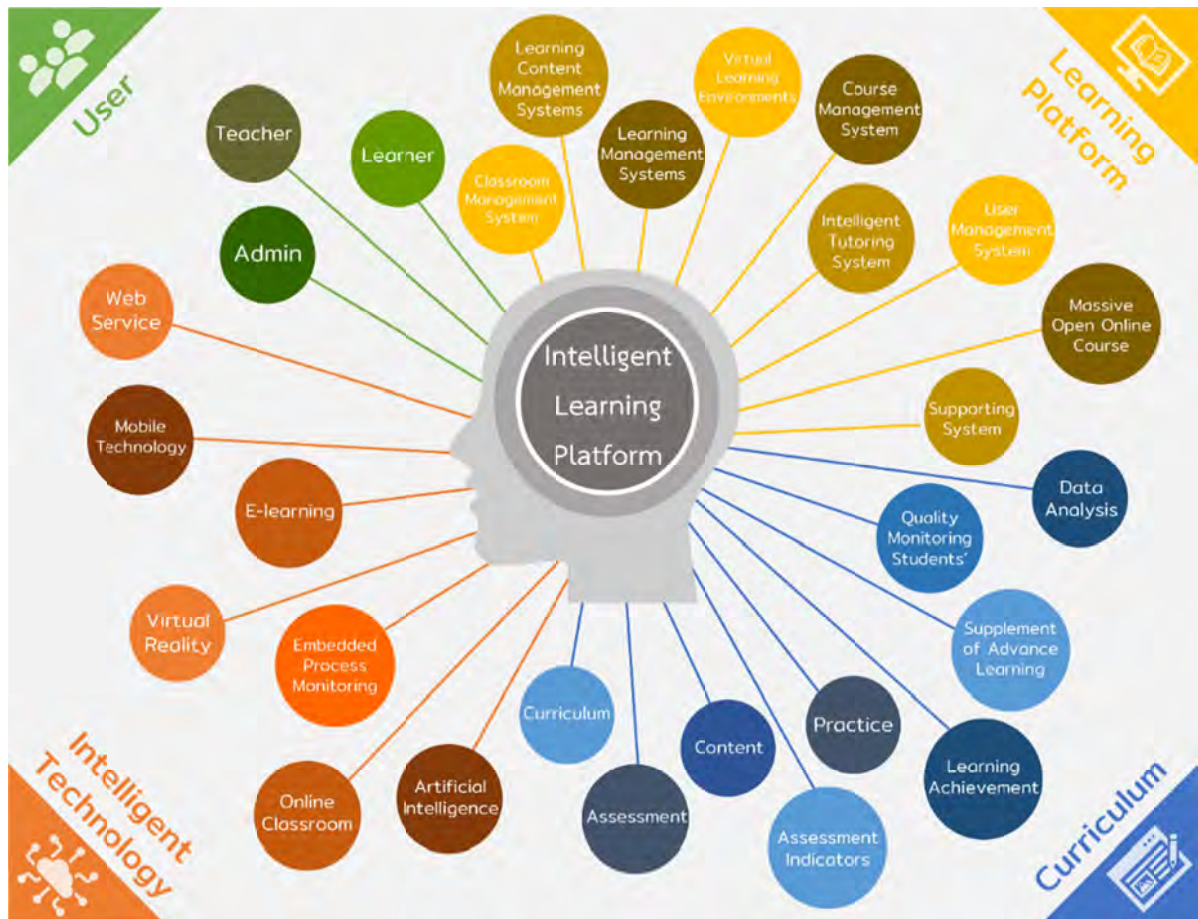 User
Teacher
Learner
Admin
Learning
Content
Management
Systems
Classroom
Management
System
Learning
Management
Systems
Virtual
Learning
Environments
Course
Management
System
Intelligent
Tutoring
System
User
Management
System
Massive
Open Online
Course
Supporting
System
Learning
Platform
Web
Service
Mobile
Technology
E-learning
Virtual
Reality
Embedded
Process
Monitoring
Online
Classroom
Artificial
Intelligence
Intelligent
Technology
Intelligent
Learning
Platform
Data
Analysis
Quality
Monitoring
Students'
Supplement
of Advance
Learning
Learning
Achievement
Practice
Assessment
Indicators
Content
Assessment
Curriculum
Curriculum